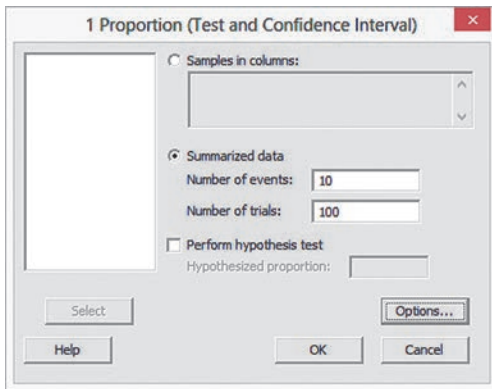 1 Proportion (Test and Confidence Interval)
Samples in columns:
Summarized data
Number of events: 10
Number of trials: 100
Perform hypothesis test
Hypothesized proportion:
Select
Options...
Help
OK
Cancel